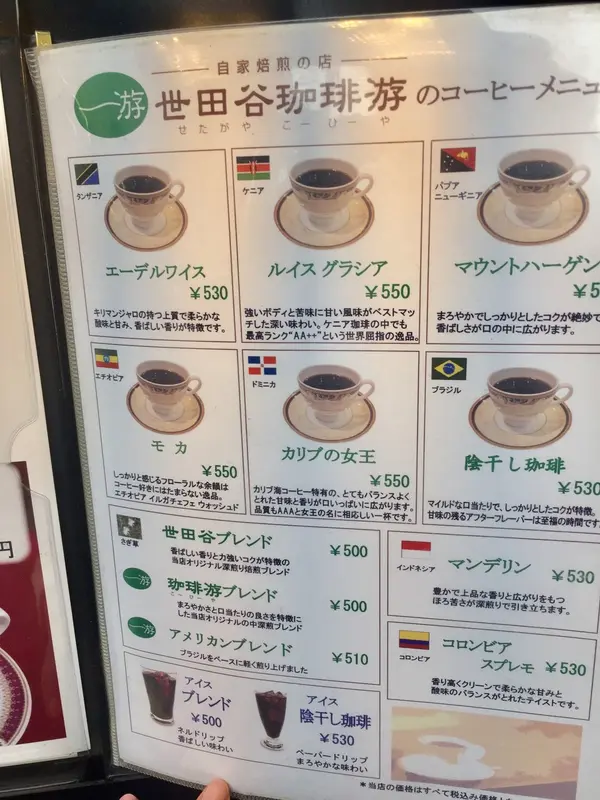 自家焙煎の店
游 世田谷珈琲游のコーヒーメニュ
せたがや こーひーや
タンザニア
エーデルワイス
¥530
キリマンジャロの持つ上質で柔らかな
酸味と甘み、香ばしい香りが特徴です。
ケニア
ルイス グラシア
¥550
強いボディと苦味に甘い風味がベストマッ
チした深い味わい。ケニア珈琲の中でも
最高ランク"AA++"という世界屈指の逸品。
パプア
ニューギニア
マウントハーゲン
¥5
まろやかでしっとりとしたコクが絶妙で
香ばしさが口の中に広がります。
エチオピア
モカ
¥550
しっかりと感じるフローラルな余韻は
コーヒー好きにはたまらない逸品。
エチオピア イルガチェフェ ウォッシュド
ドミニカ
カリブの女王
¥550
カリブ海コーヒー特有の、とてもバランスよく
とれた甘味と香りが口いっぱいに広がります。
品質もAAAと女王の名に相応しい一杯です。
ブラジル
陰干し珈琲
¥530
マイルドな口当たりで、しっかりとしたコクが特徴。
甘味の残るアフターフレーバーは至福の時間です
さぎ草
世田谷ブレンド
¥500
香ばしい香りと力強いコクが特徴の
当店オリジナル深煎り焙煎ブレンド
游
珈琲游ブレンド
こーひーや
¥500
まろやかさと口当たりの良さを特徴に
した当店オリジナルの中深煎ブレンド
游
アメリカンブレンド
¥510
ブラジルをベースに軽く煎り上げました
インドネシア
マンデリン
¥530
豊かで上品な香りと広がりをもつ
ほろ苦さが深煎りで引き立ちます。
コロンビア
コロンビア
スプレモ ¥530
香り高くクリーンで柔らかな甘みと
酸味のバランスがとれたテイストです。
アイス
ブレンド
¥500
ネルドリップ
香ばしい味わい
アイス
陰干し珈琲
¥530
ペーパードリップ
まろやかな味わい
*当店の価格はすべて税込み価格
円